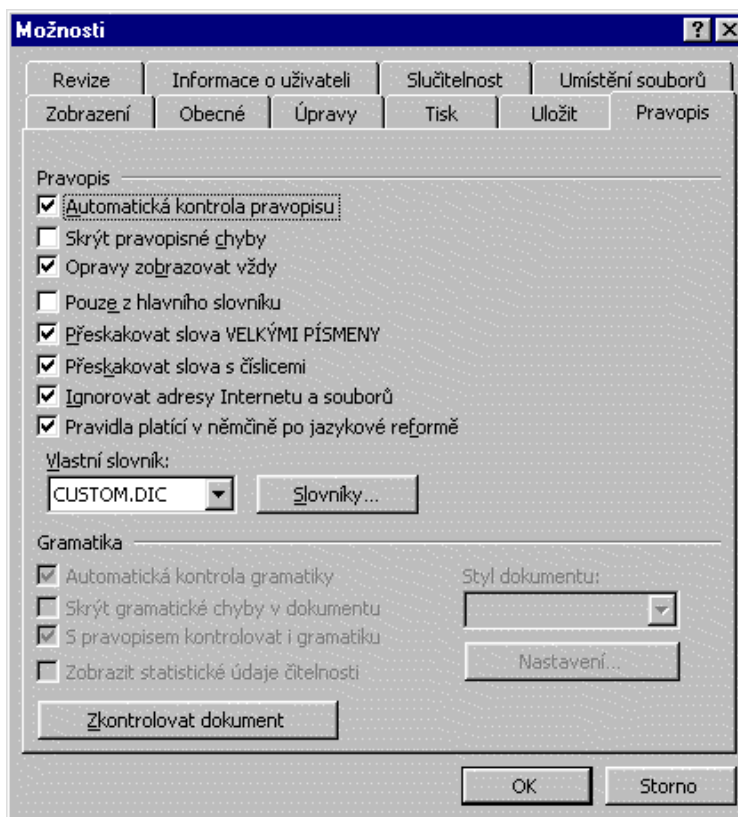 Možnosti
Revize Informace o uživateli Slučitelnost Umístění souborů
Zobrazení Obecné Úpravy Tisk Uložit Pravopis
Pravopis
Automatická kontrola pravopisu
Skrýt pravopisné chyby
Opravy zobrazovat vždy
Pouze z hlavního slovníku
Přeskakovat slova VELKÝMI PÍSMENY
Přeskakovat slova s číslicemi
Ignorovat adresy Internetu a souborů
Pravidla platící v němčině po jazykové reformě
Vlastní slovník:
CUSTOM.DIC Slovníky...
Gramatika
Automatická kontrola gramatiky Styl dokumentu:
Skrýt gramatické chyby v dokumentu
S pravopisem kontrolovat i gramatiku
Zobrazit statistické údaje čitelnosti Nastavení...
Zkontrolovat dokument
OK Storno